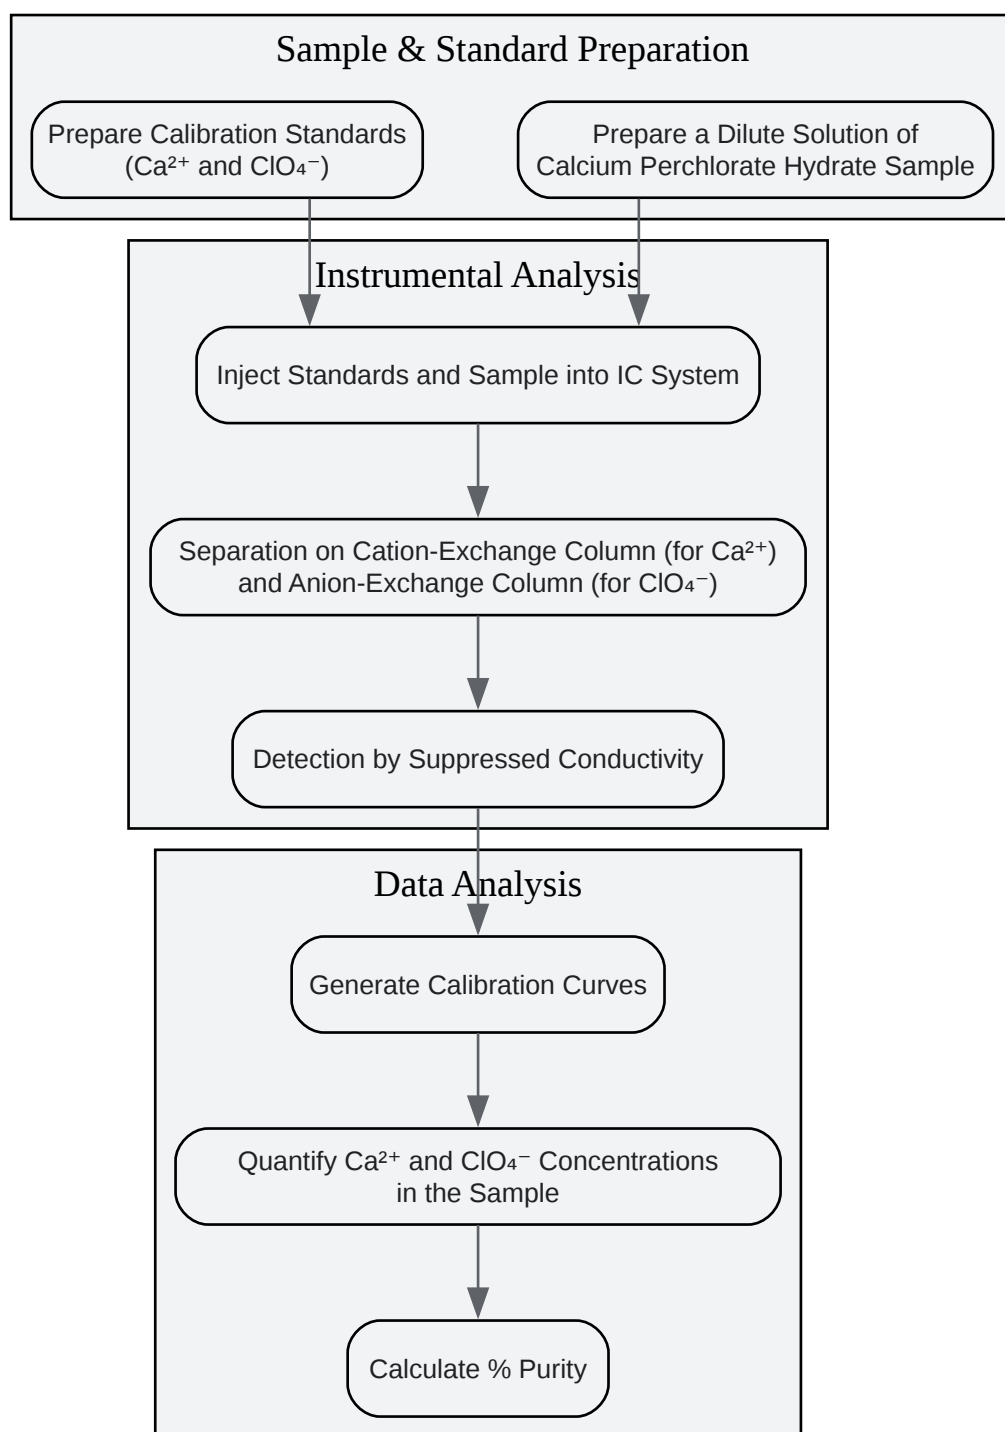 Sample & Standard Preparation
Prepare Calibration Standards
(Ca²⁺ and ClO₄⁻)
Prepare a Dilute Solution of
Calcium Perchlorate Hydrate Sample
Instrumental Analysis
Inject Standards and Sample into IC System
Separation on Cation-Exchange Column (for Ca²⁺)
and Anion-Exchange Column (for ClO₄⁻)
Detection by Suppressed Conductivity
Data Analysis
Generate Calibration Curves
Quantify Ca²⁺ and ClO₄⁻ Concentrations
in the Sample
Calculate % Purity